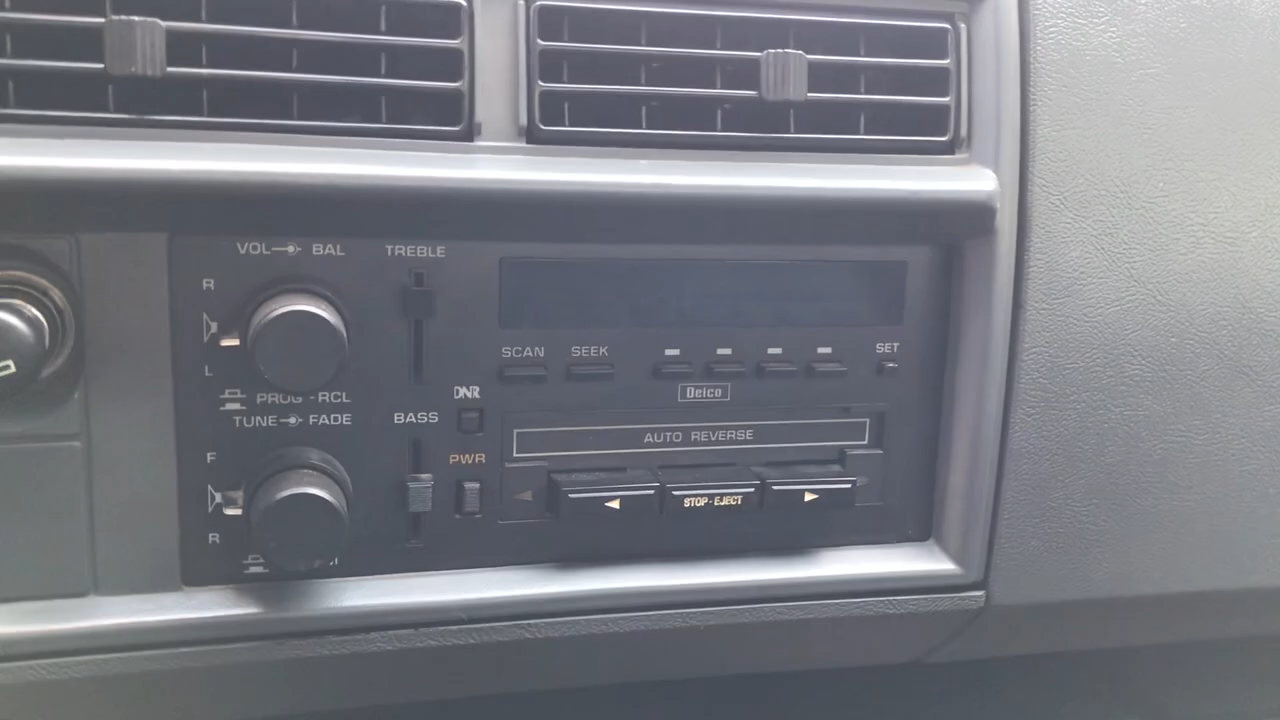 VOL BAL
TREBLE
R
L
SCAN
SEEK
SET
PROG - RCL
DNR
Delco
TUNE FADE
BASS
AUTO REVERSE
F
PWR
STOP-EJECT
R